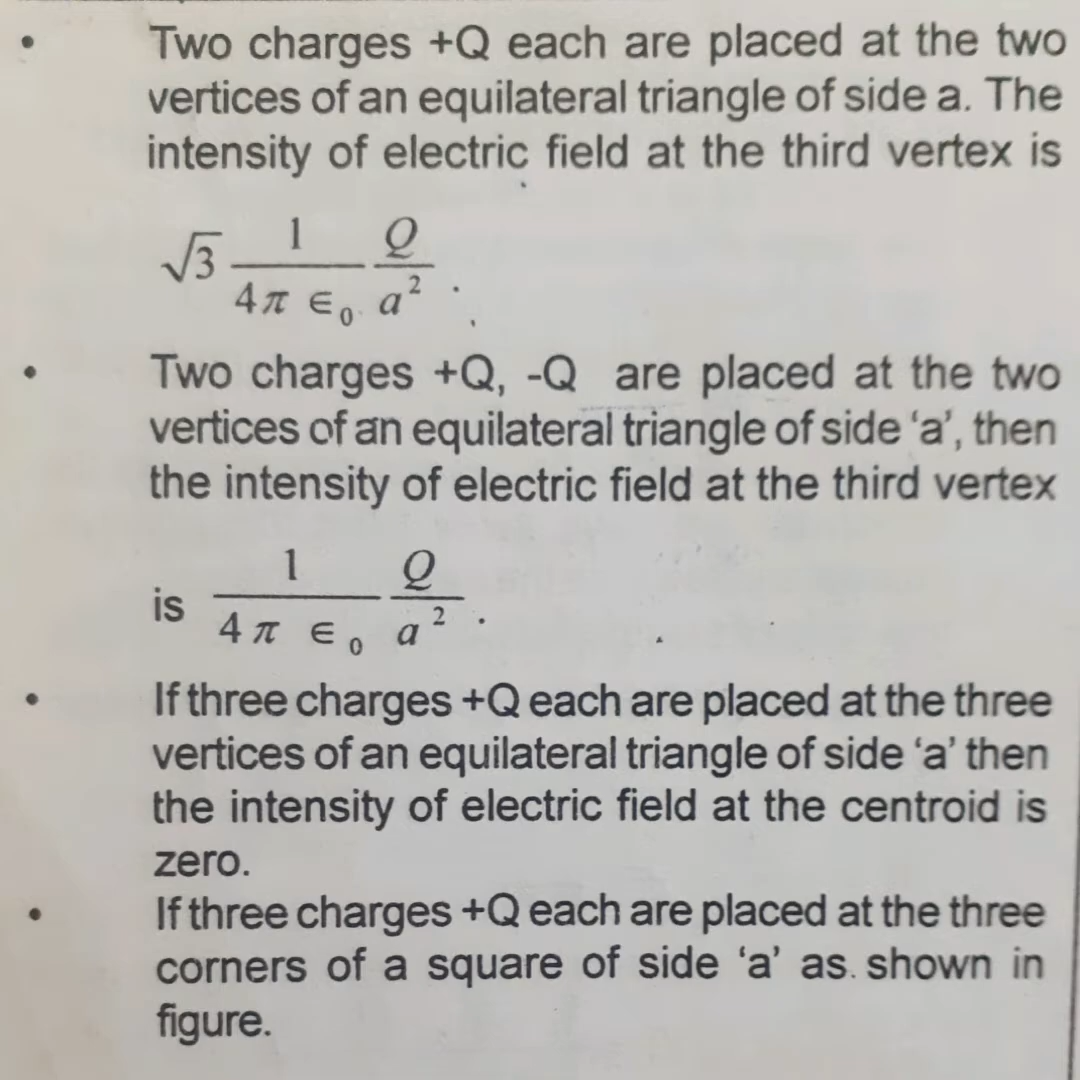 • Two charges +Q each are placed at the two
vertices of an equilateral triangle of side a. The
intensity of electric field at the third vertex is
√3 1/(4π ∈₀) Q/a² .
• Two charges +Q, -Q are placed at the two
vertices of an equilateral triangle of side ‘a’, then
the intensity of electric field at the third vertex
is 1/(4π ∈₀) Q/a² .
• If three charges +Q each are placed at the three
vertices of an equilateral triangle of side ‘a’ then
the intensity of electric field at the centroid is
zero.
• If three charges +Q each are placed at the three
corners of a square of side ‘a’ as. shown in
figure.